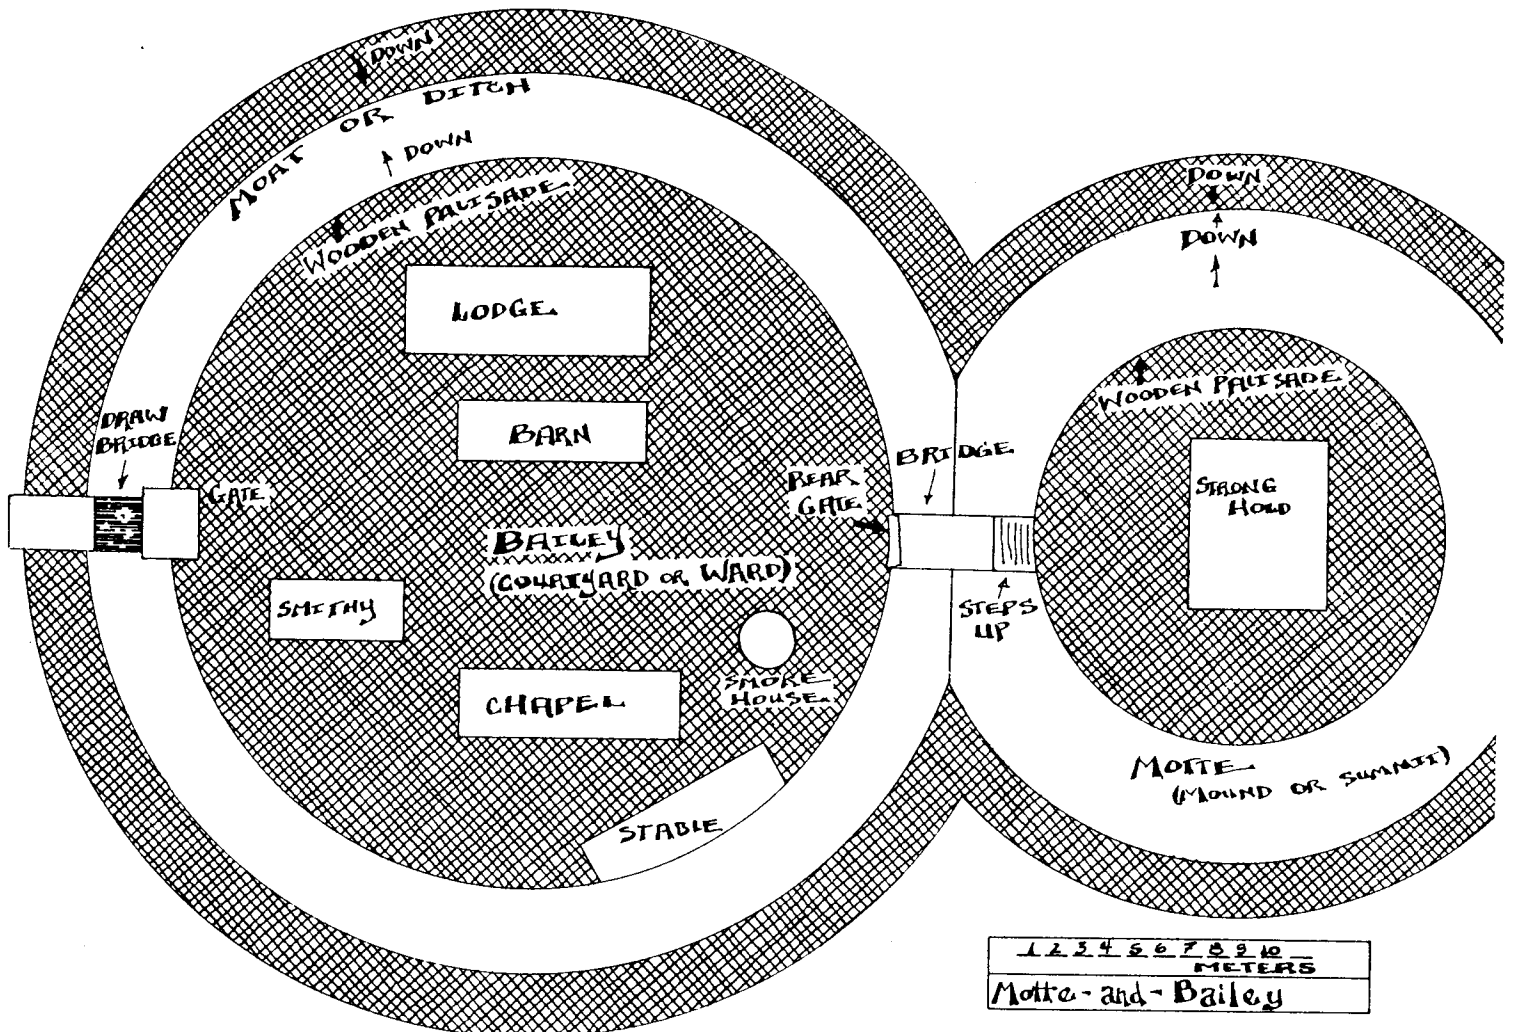 DOWN
MOAT OR DITCH
DOWN
WOODEN PALISADE
LODGE
BARN
DRAW
BRIDGE
GATE
BAILEY
(COURTYARD OR WARD)
SMITHY
CHAPEL
SMOKE
HOUSE
STABLE
REAR
GATE
BRIDGE
STEPS
UP
DOWN
DOWN
WOODEN PALISADE
STRONG
HOLD
MOTTE
(MOUND OR SUMMIT)
1 2 3 4 5 6 7 8 9 10
METERS
Motte-and-Bailey